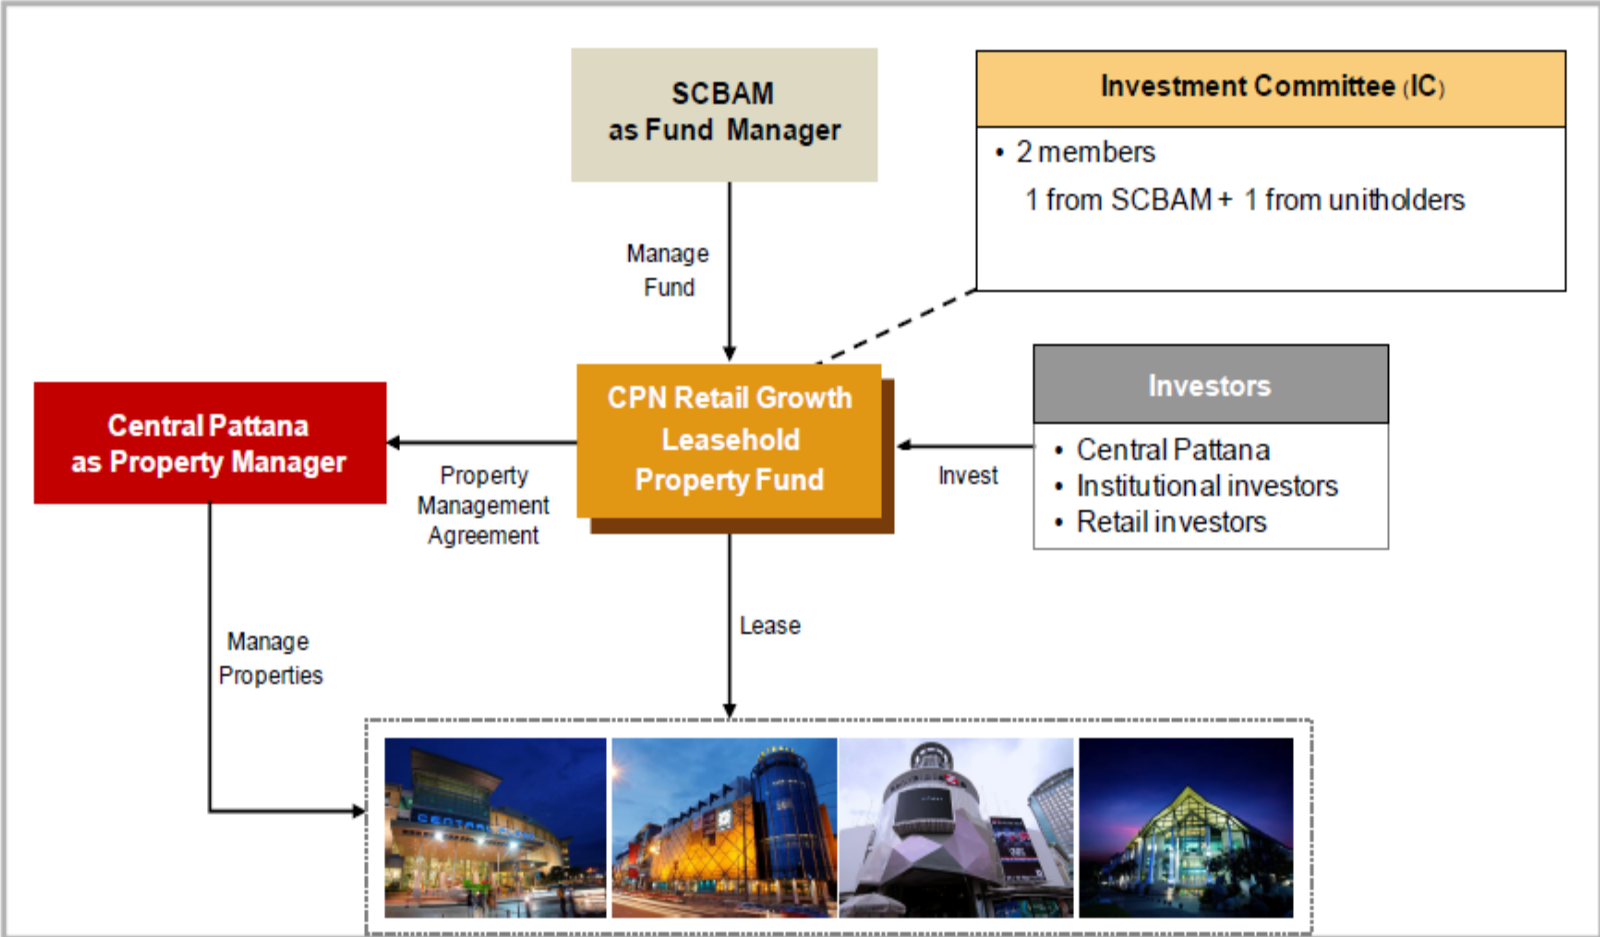 SCBAM
as Fund Manager
Investment Committee (IC)
• 2 members
1 from SCBAM + 1 from unitholders
Manage
Fund
CPN Retail Growth
Leasehold
Property Fund
Investors
• Central Pattana
• Institutional investors
• Retail investors
Central Pattana
as Property Manager
Property
Management
Agreement
Invest
Manage
Properties
Lease